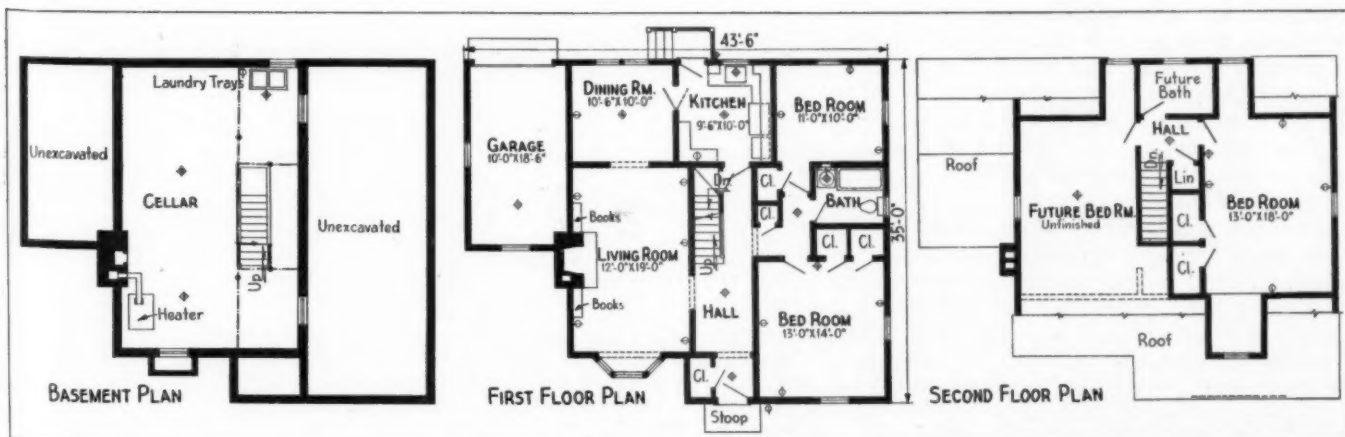 Laundry Trays
Unexcavated
CELLAR
Unexcavated
Up
Heater
BASEMENT PLAN
43'-6"
DINING RM.
10'-6"X10'-0"
KITCHEN
9'-6"X10'-0"
BED ROOM
11'-0"X10'-0"
GARAGE
10'-0"X18'-6"
Dn.
Cl.
BATH
Books
Cl.
35'-0"
LIVING ROOM
12'-0"X19'-0"
Up
Cl.
Cl.
Books
HALL
BED ROOM
13'-0"X14'-0"
Cl.
FIRST FLOOR PLAN
Stoop
Future
Bath
HALL
Roof
Dn.
Lin
FUTURE BED RM.
Unfinished
Cl.
BED ROOM
13'-0"X18'-0"
Cl.
Roof
SECOND FLOOR PLAN